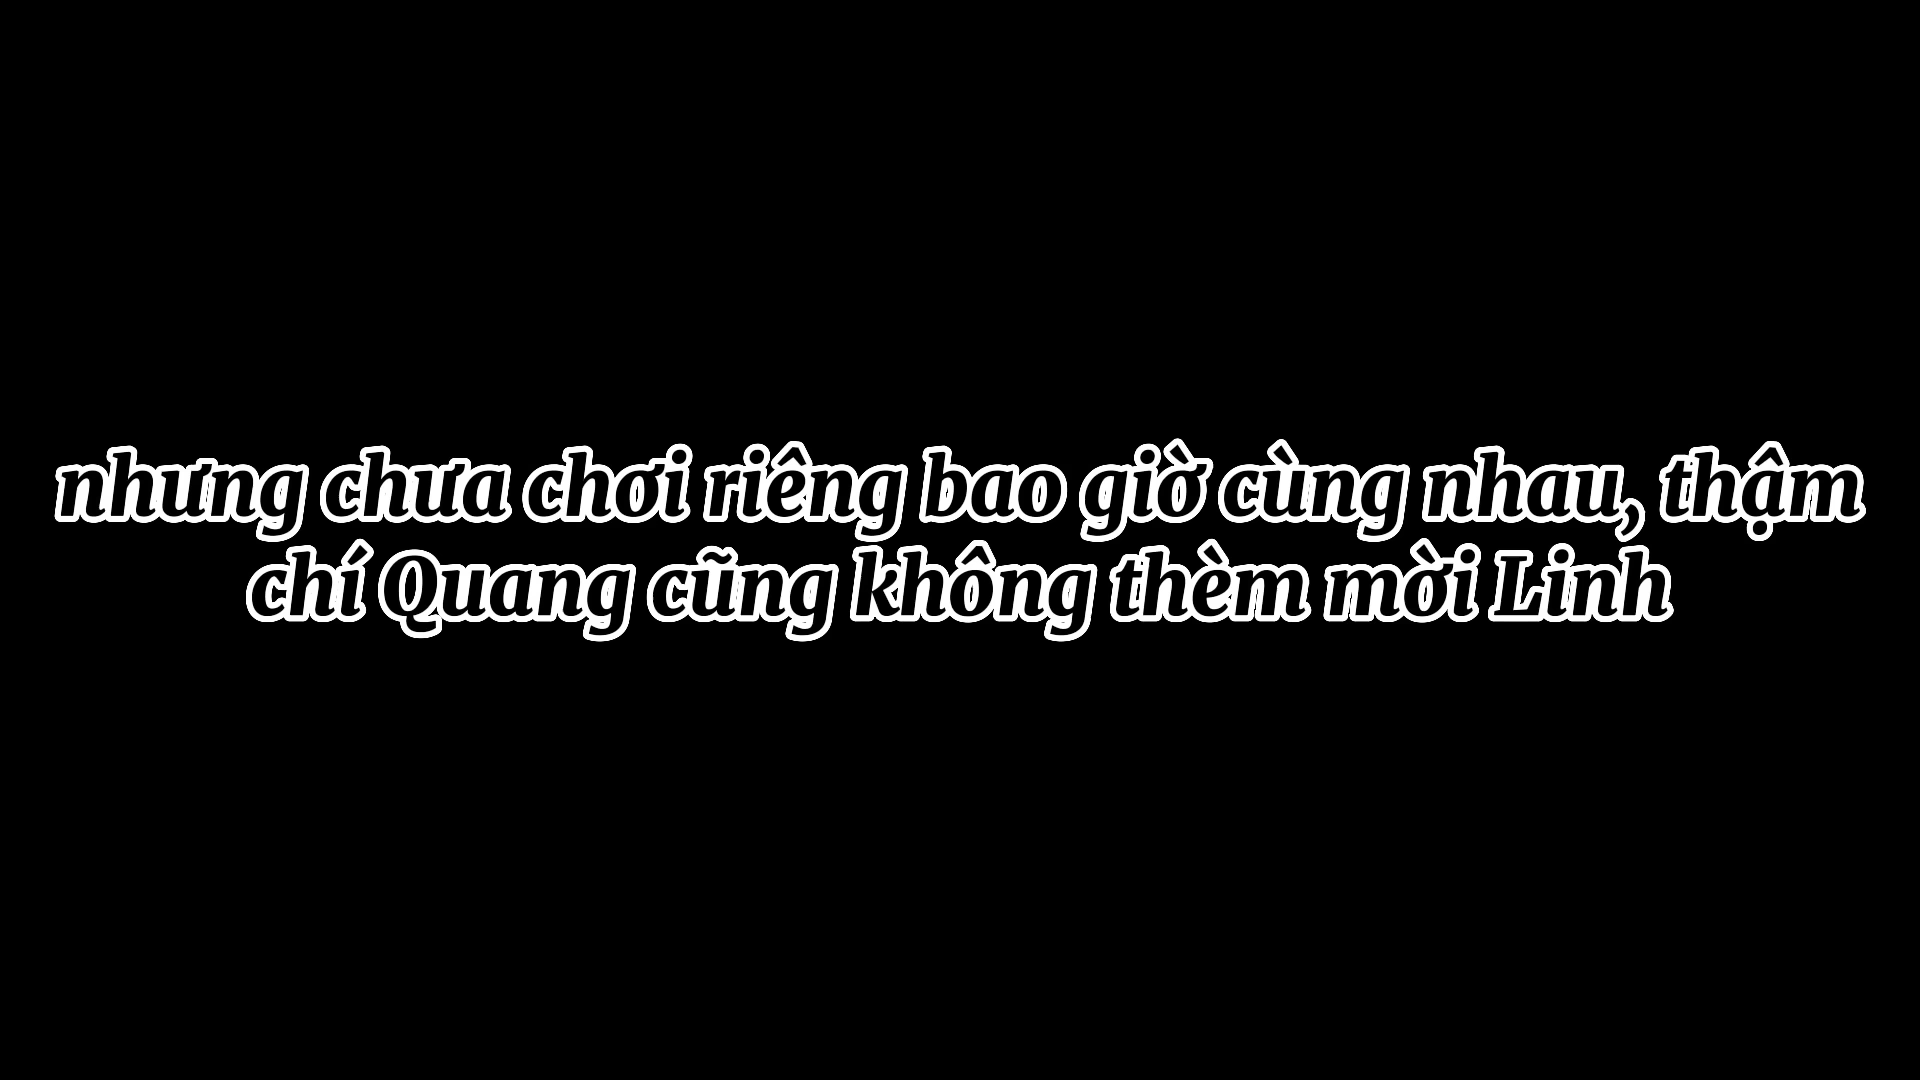 nhưng chưa chơi riêng bao giờ cùng nhau, thậm
chí Quang cũng không thèm mời Linh